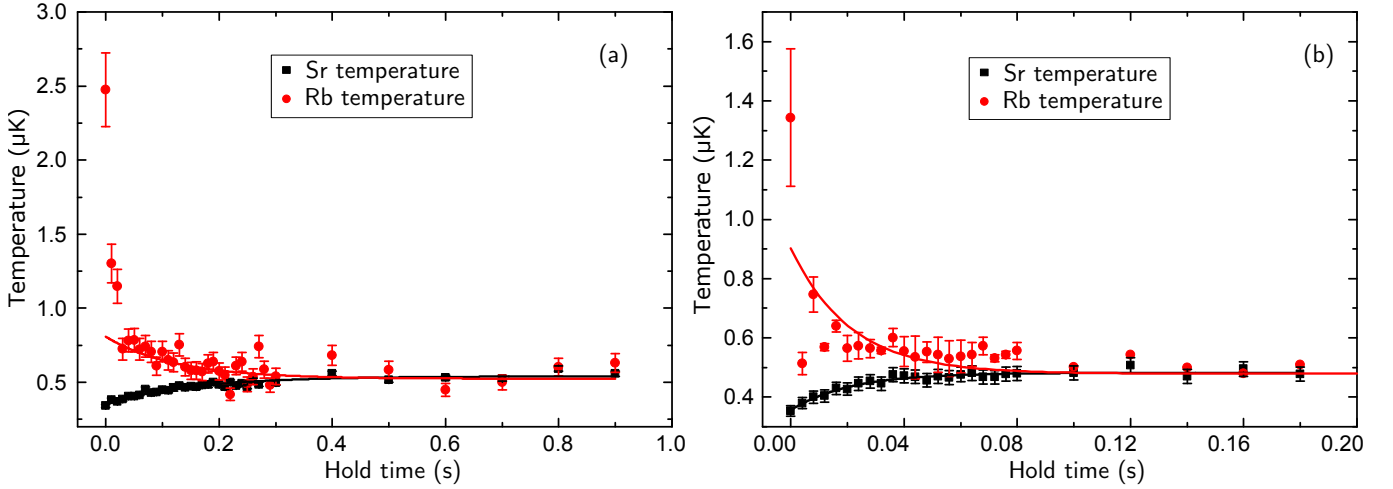 3.0
2.5
2.0
1.5
1.0
0.5
0.0 0.2 0.4 0.6 0.8 1.0
Temperature (µK)
Hold time (s)
Sr temperature
Rb temperature
(a)
1.6
1.4
1.2
1.0
0.8
0.6
0.4
0.00 0.04 0.08 0.12 0.16 0.20
Temperature (µK)
Hold time (s)
Sr temperature
Rb temperature
(b)